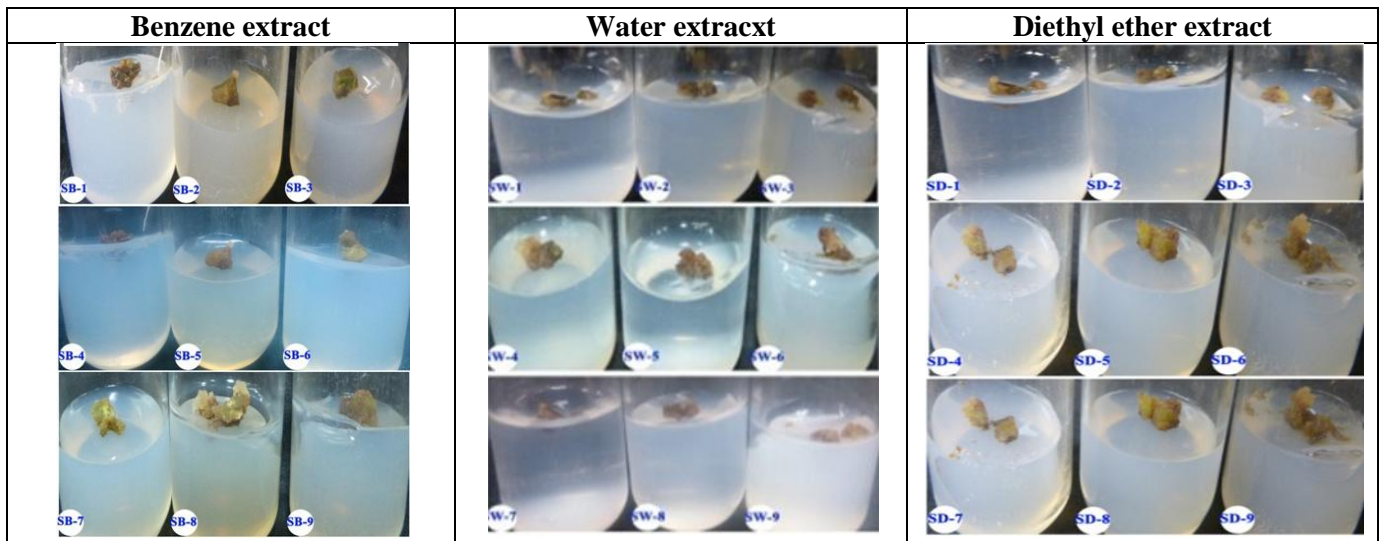 Benzene extract
Water extracxt
Diethyl ether extract
SB-1 SB-2 SB-3
SW-1 SW-2 SW-3
SD-1 SD-2 SD-3
SB-4 SB-5 SB-6
SW-4 SW-5 SW-6
SD-4 SD-5 SD-6
SB-7 SB-8 SB-9
SW-7 SW-8 SW-9
SD-7 SD-8 SD-9